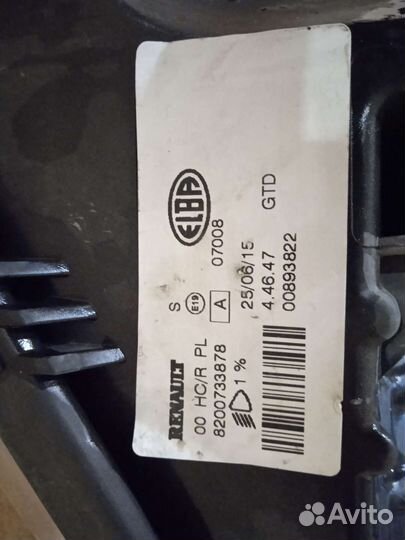 RENAULT S ELBA
00 HC/R PL E19 A 07008
8200733878 25/06/15
1 % 4.46.47 GTD
00893822
Avito